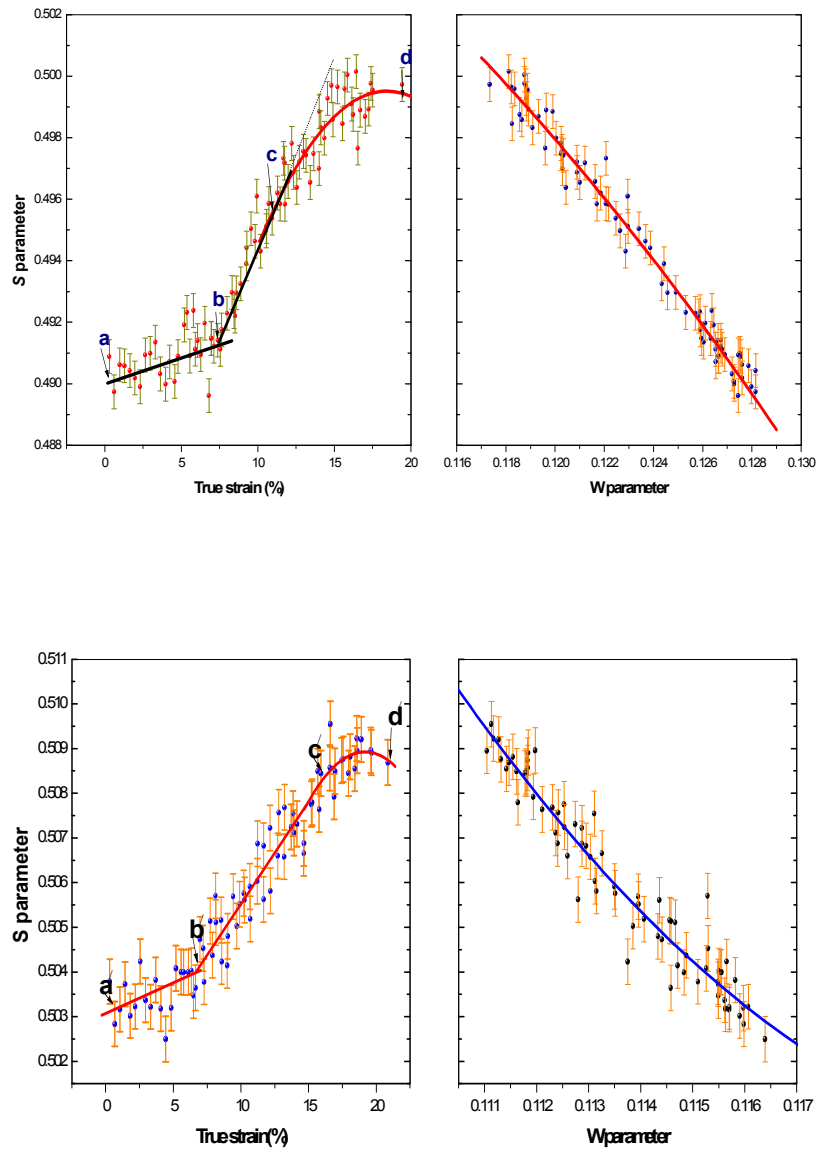 0.502
0.500
0.498
0.496
0.494
0.492
0.490
0.488
S parameter
a
b
c
d
0 5 10 15 20
True strain (%)
0.116 0.118 0.120 0.122 0.124 0.126 0.128 0.130
W parameter
0.511
0.510
0.509
0.508
0.507
0.506
0.505
0.504
0.503
0.502
S parameter
a
b
c
d
0 5 10 15 20
True strain(%)
0.111 0.112 0.113 0.114 0.115 0.116 0.117
W parameter